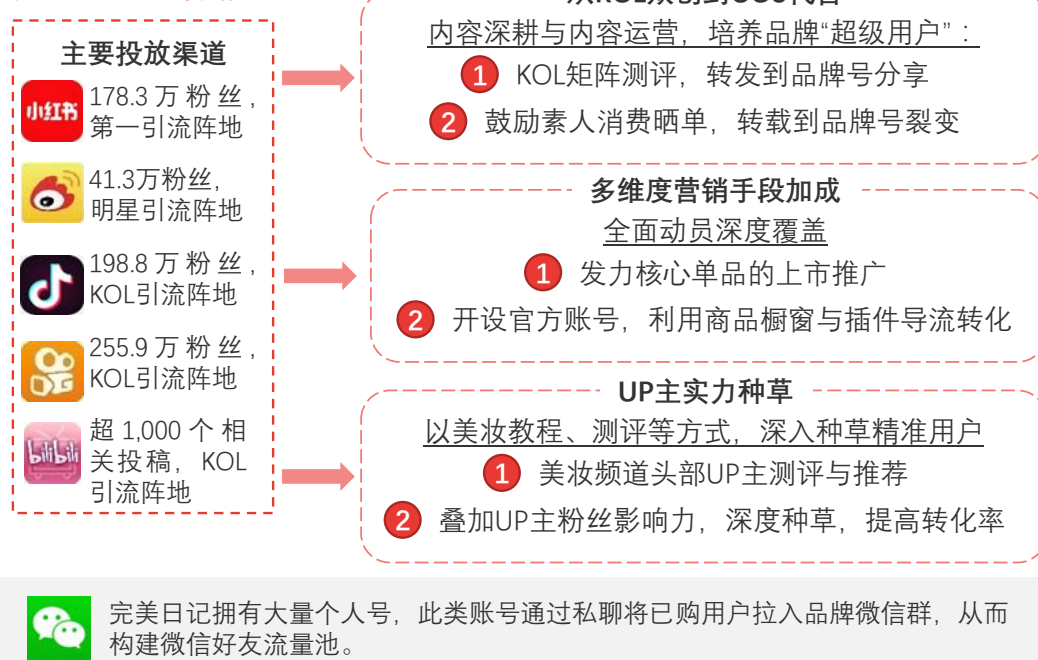 主要投放渠道
小红书
178.3万粉丝,
第一引流阵地
41.3万粉丝,
明星引流阵地
198.8万粉丝,
KOL引流阵地
255.9万粉丝,
KOL引流阵地
bilibili
超 1,000 个相
关投稿，KOL
引流阵地
内容深耕与内容运营，培养品牌“超级用户”：
1 KOL矩阵测评，转发到品牌号分享
2 鼓励素人消费晒单，转载到品牌号裂变
多维度营销手段加成
全面动员深度覆盖
1 发力核心单品的上市推广
2 开设官方账号，利用商品橱窗与插件导流转化
UP主实力种草
以美妆教程、测评等方式，深入种草精准用户
1 美妆频道头部UP主测评与推荐
2 叠加UP主粉丝影响力，深度种草，提高转化率
完美日记拥有大量个人号，此类账号通过私聊将已购用户拉入品牌微信群，从而
构建微信好友流量池。